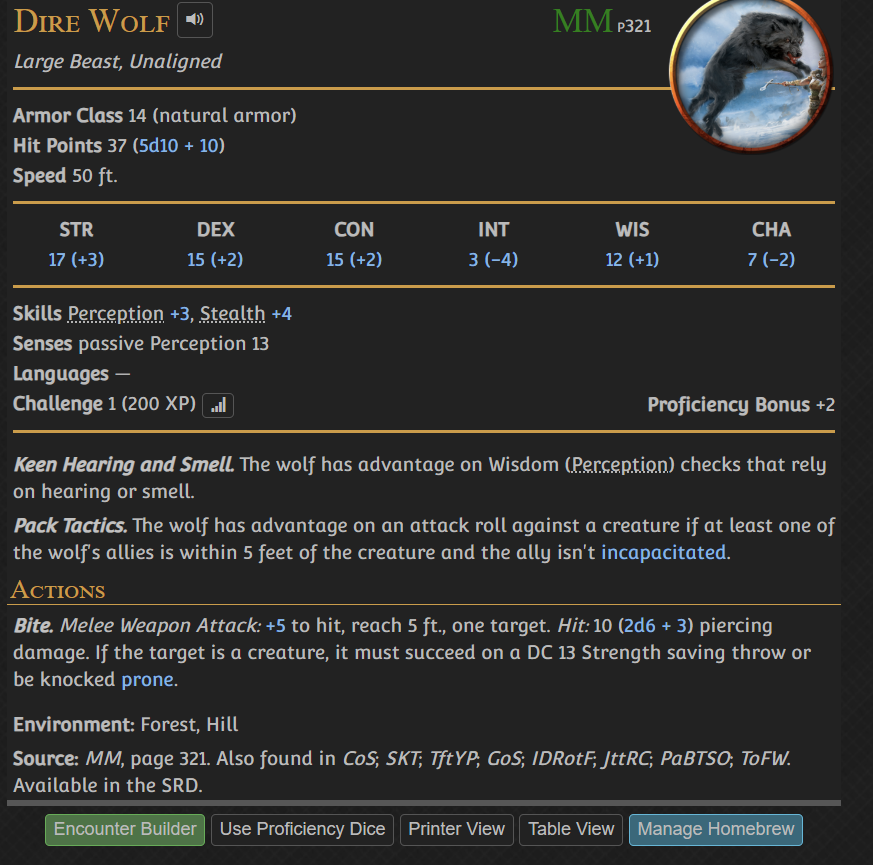 Dire Wolf
MM P321
Large Beast, Unaligned
Armor Class 14 (natural armor)
Hit Points 37 (5d10 + 10)
Speed 50 ft.
STR DEX CON INT WIS CHA
17 (+3) 15 (+2) 15 (+2) 3 (−4) 12 (+1) 7 (−2)
Skills Perception +3, Stealth +4
Senses passive Perception 13
Languages —
Challenge 1 (200 XP) Proficiency Bonus +2
Keen Hearing and Smell. The wolf has advantage on Wisdom (Perception) checks that rely
on hearing or smell.
Pack Tactics. The wolf has advantage on an attack roll against a creature if at least one of
the wolf's allies is within 5 feet of the creature and the ally isn't incapacitated.
Actions
Bite. Melee Weapon Attack: +5 to hit, reach 5 ft., one target. Hit: 10 (2d6 + 3) piercing
damage. If the target is a creature, it must succeed on a DC 13 Strength saving throw or
be knocked prone.
Environment: Forest, Hill
Source: MM, page 321. Also found in CoS; SKT; TftYP; GoS; IDRotF; JttRC; PaBTSO; ToFW.
Available in the SRD.
Encounter Builder Use Proficiency Dice Printer View Table View Manage Homebrew